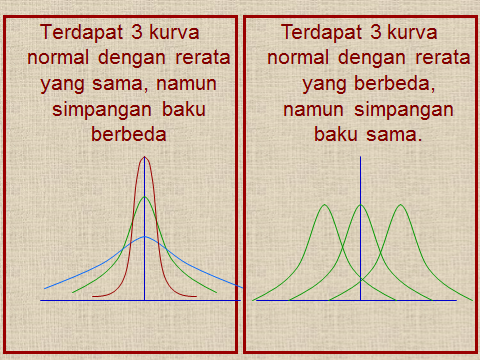 Terdapat 3 kurva
normal dengan rerata
yang sama, namun
simpangan baku
berbeda
Terdapat 3 kurva
normal dengan rerata
yang berbeda,
namun simpangan
baku sama.